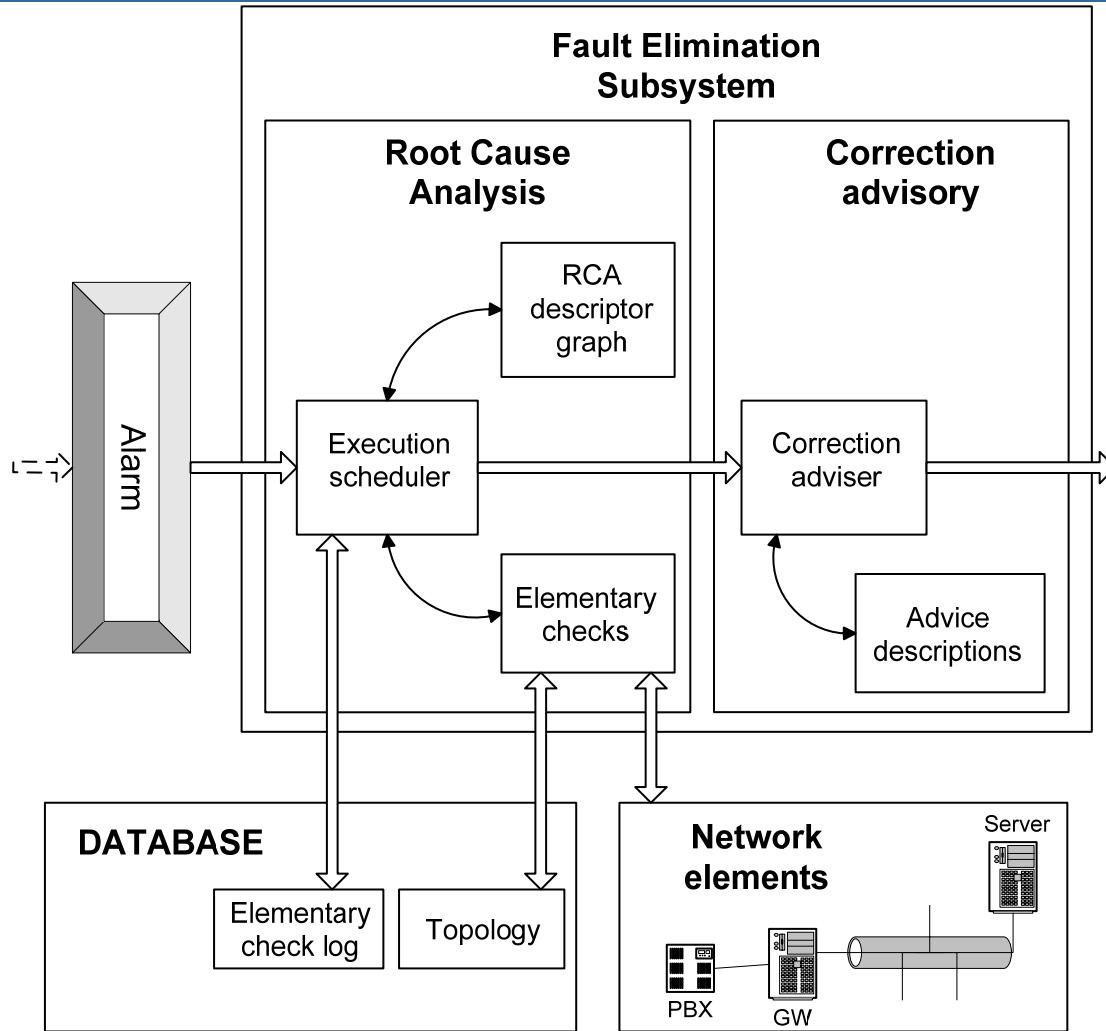 Fault Elimination
Subsystem
Root Cause
Analysis
Correction
advisory
RCA
descriptor
graph
Alarm
Execution
scheduler
Correction
adviser
Elementary
checks
Advice
descriptions
DATABASE
Elementary
check log
Topology
Network
elements
Server
PBX
GW